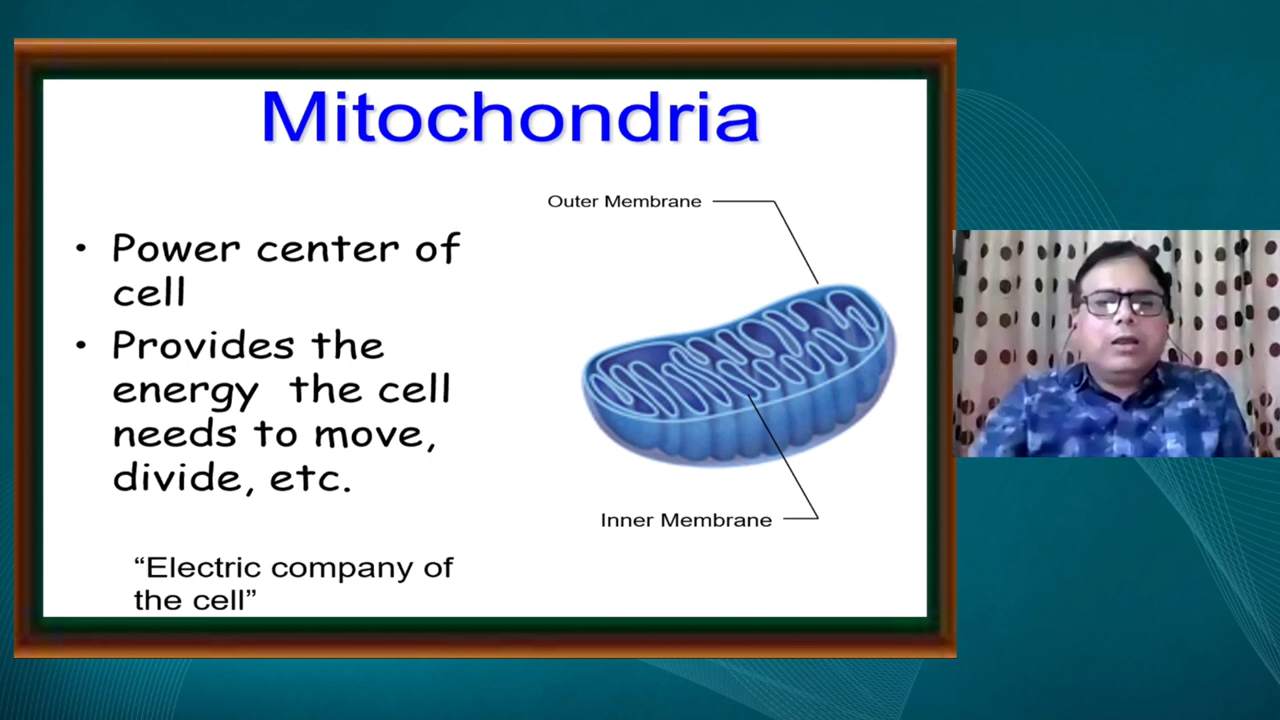 Mitochondria
Outer Membrane
• Power center of
cell
• Provides the
energy the cell
needs to move,
divide, etc.
Inner Membrane
“Electric company of
the cell”